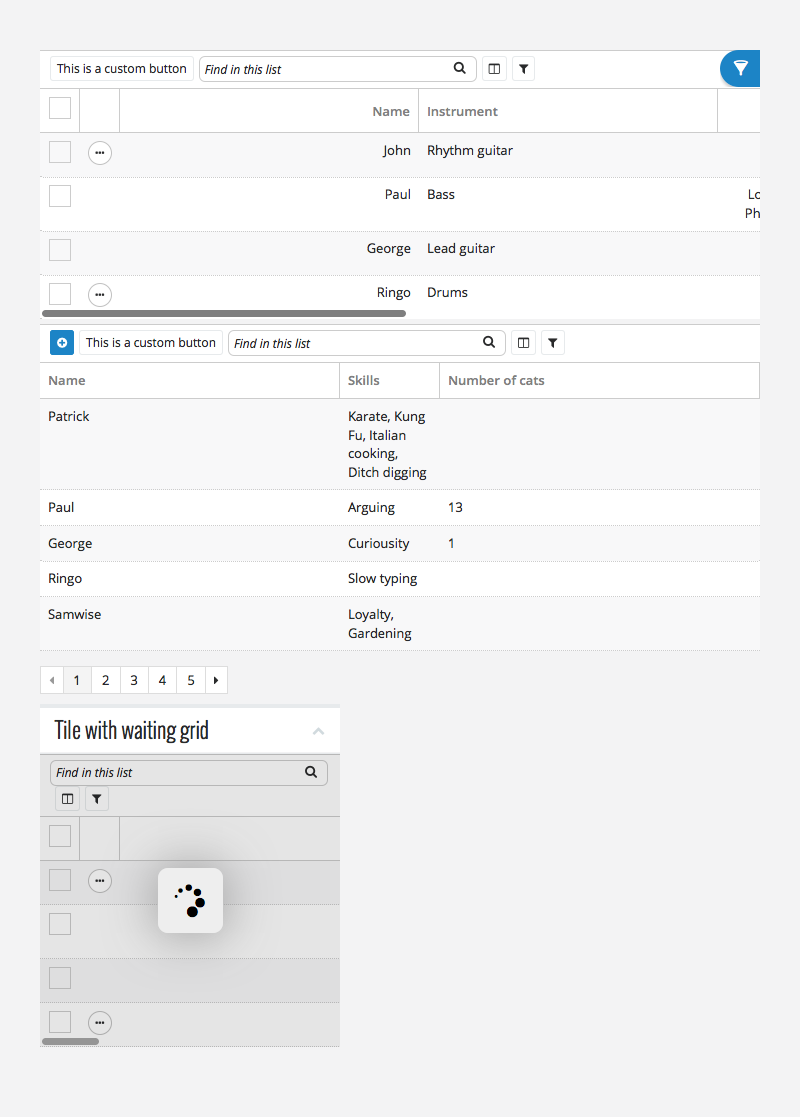 This is a custom button Find in this list
Name Instrument
John Rhythm guitar
Paul Bass Lo
Ph
George Lead guitar
Ringo Drums
This is a custom button Find in this list
Name Skills Number of cats
Patrick Karate, Kung
Fu, Italian
cooking,
Ditch digging
Paul Arguing 13
George Curiousity 1
Ringo Slow typing
Samwise Loyalty,
Gardening
1 2 3 4 5
Tile with waiting grid
Find in this list